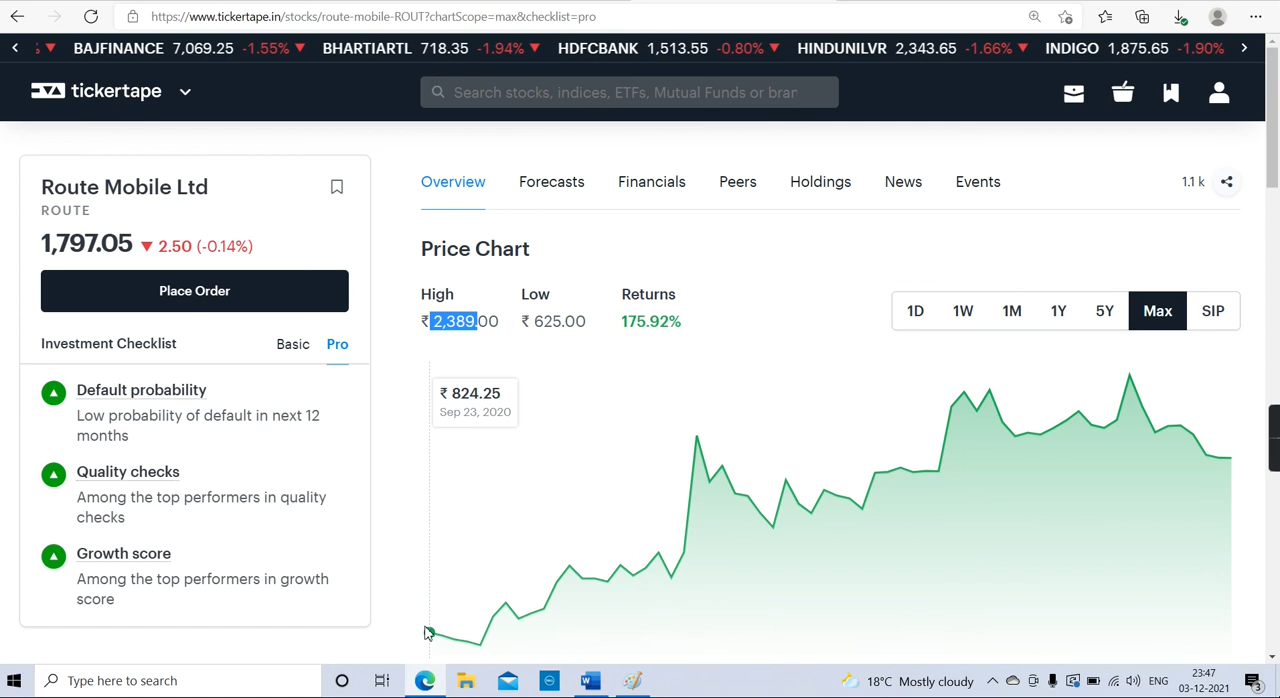 https://www.tickertape.in/stocks/route-mobile-ROUT?chartScope=max&checklist=pro
% ▼ BAJFINANCE 7,069.25 -1.55% ▼ BHARTIARTL 718.35 -1.94% ▼ HDFCBANK 1,513.55 -0.80% ▼ HINDUNILVR 2,343.65 -1.66% ▼ INDIGO 1,875.65 -1.90%
tickertape
Search stocks, indices, ETFs, Mutual Funds or bran
Route Mobile Ltd
ROUTE
1,797.05 ▼ 2.50 (-0.14%)
Place Order
Investment Checklist Basic Pro
Default probability
Low probability of default in next 12
months
Quality checks
Among the top performers in quality
checks
Growth score
Among the top performers in growth
score
Overview Forecasts Financials Peers Holdings News Events 1.1 k
Price Chart
High Low Returns
₹ 2,389.00 ₹ 625.00 175.92%
1D 1W 1M 1Y 5Y Max SIP
₹ 824.25
Sep 23, 2020
Type here to search
18°C Mostly cloudy
ENG
23:47
03-12-2021
3